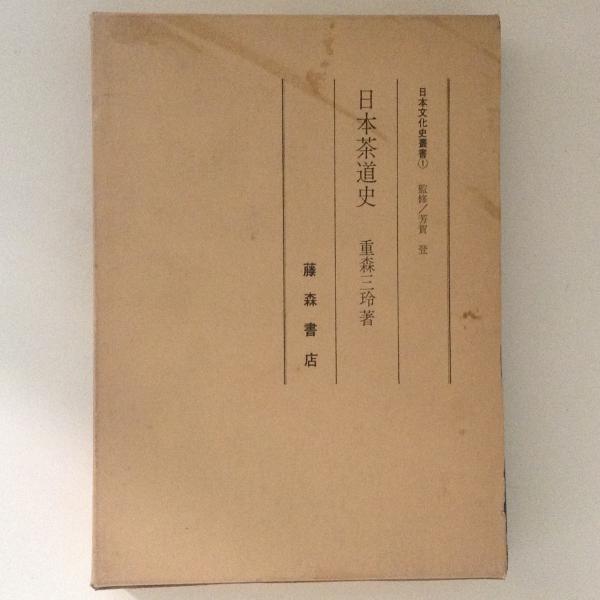 日本文化史叢書① 監修/芳賀 登
日本茶道史 重森三玲著
藤森書店